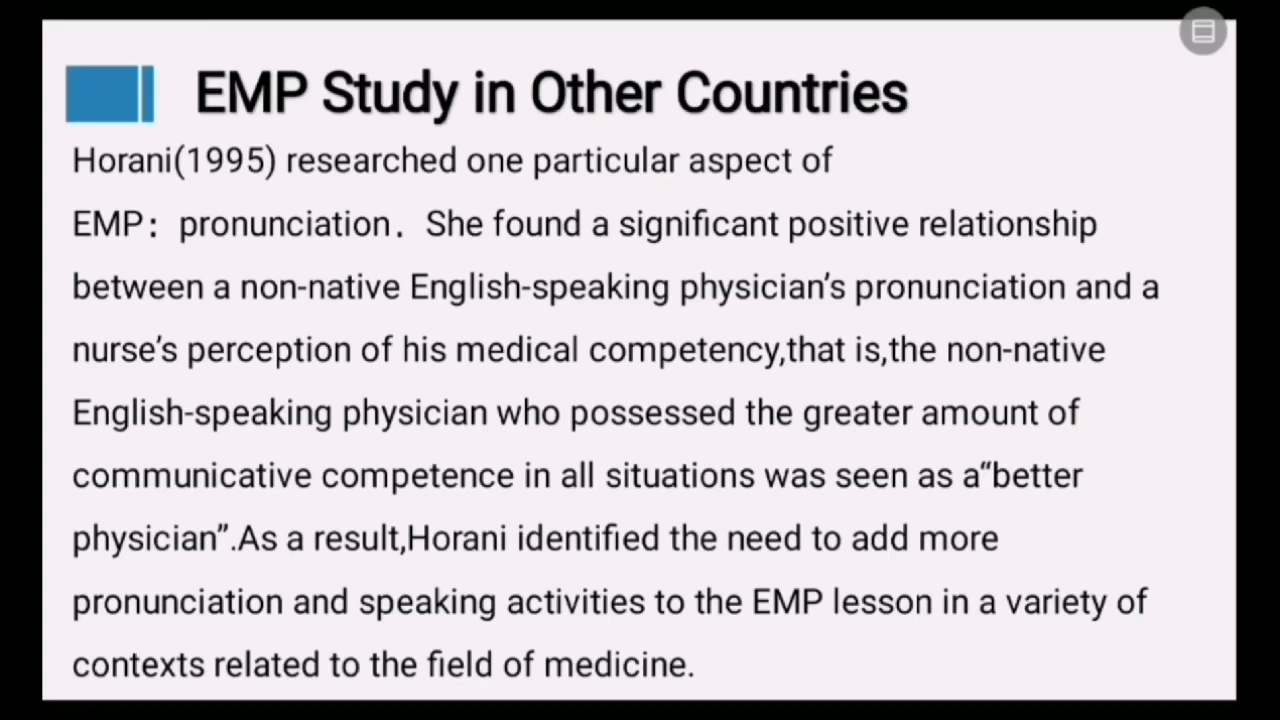 EMP Study in Other Countries
Horani(1995) researched one particular aspect of
EMP： pronunciation． She found a significant positive relationship
between a non-native English-speaking physician’s pronunciation and a
nurse’s perception of his medical competency,that is,the non-native
English-speaking physician who possessed the greater amount of
communicative competence in all situations was seen as a“better
physician”.As a result,Horani identified the need to add more
pronunciation and speaking activities to the EMP lesson in a variety of
contexts related to the field of medicine.